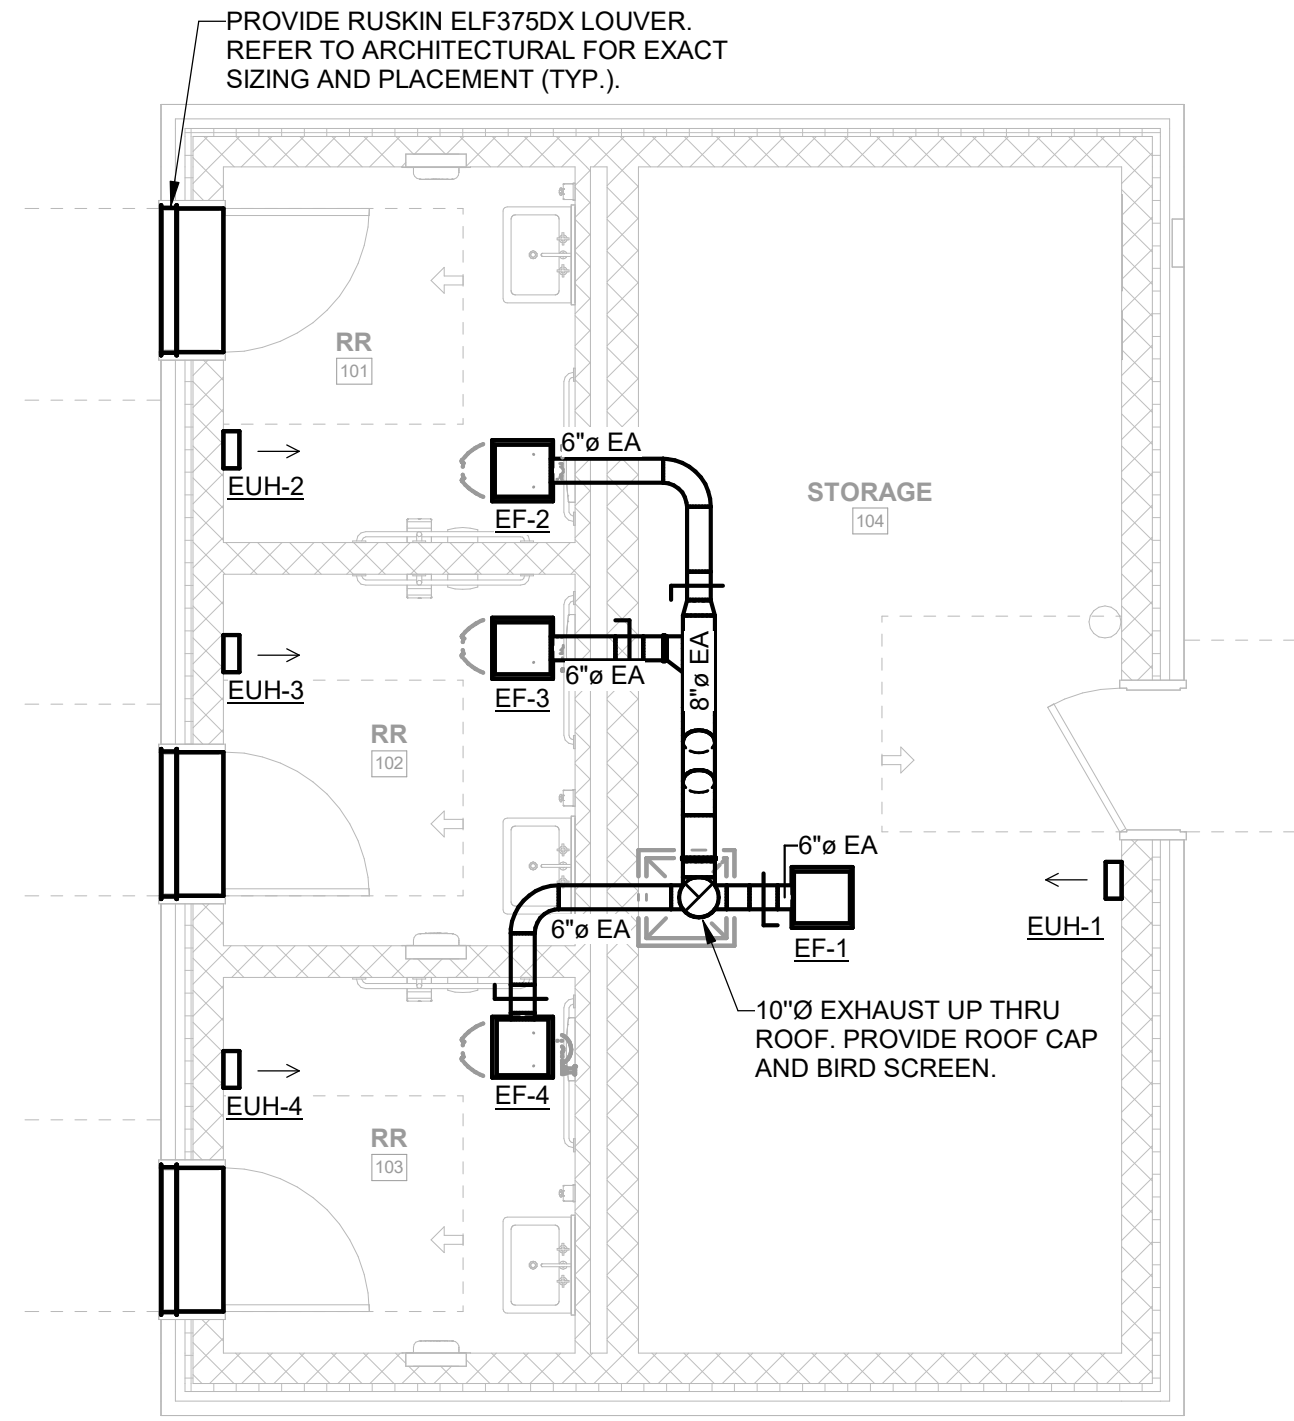 PROVIDE RUSKIN ELF375DX LOUVER.
REFER TO ARCHITECTURAL FOR EXACT
SIZING AND PLACEMENT (TYP.).
RR
101
6"ø EA
EUH-2
EF-2
STORAGE
104
EUH-3
6"ø EA
EF-3
8"ø EA
RR
102
6"ø EA
6"ø EA
EF-1
EUH-1
10"Ø EXHAUST UP THRU
ROOF. PROVIDE ROOF CAP
AND BIRD SCREEN.
EUH-4
EF-4
RR
103